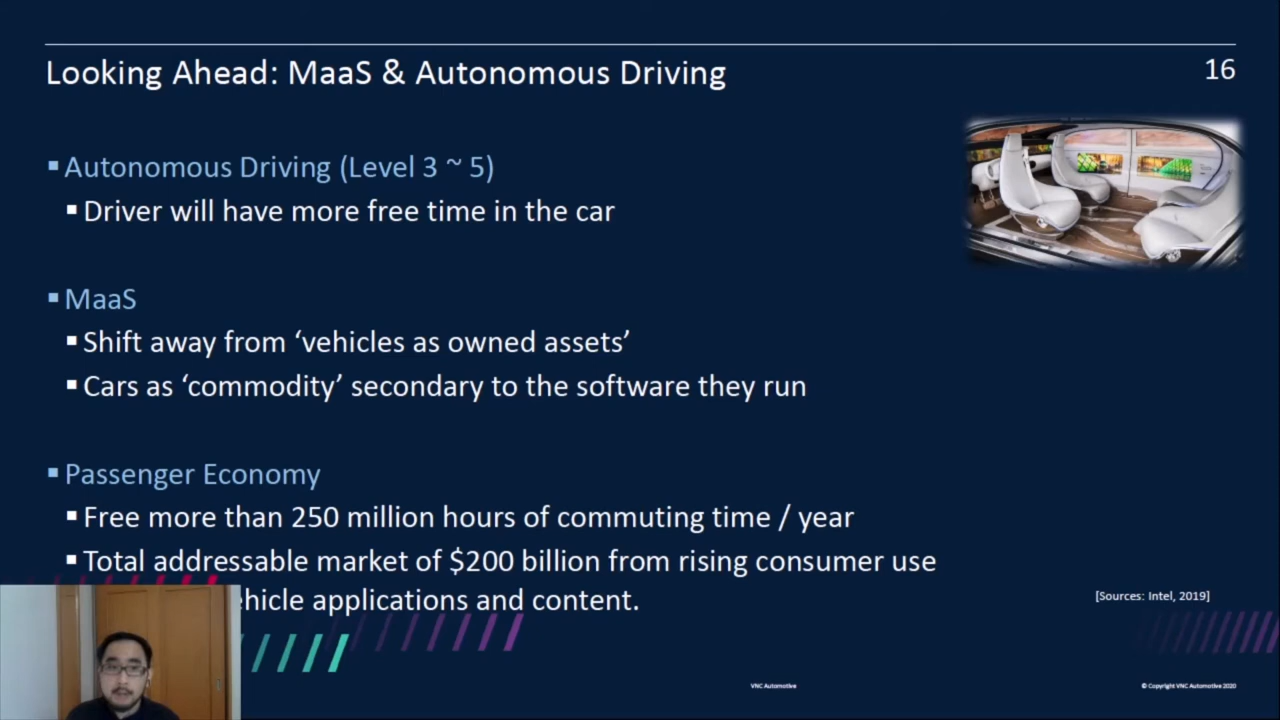 Looking Ahead: MaaS & Autonomous Driving
16
Autonomous Driving (Level 3 ~ 5)
Driver will have more free time in the car
MaaS
Shift away from ‘vehicles as owned assets’
Cars as ‘commodity’ secondary to the software they run
Passenger Economy
Free more than 250 million hours of commuting time / year
Total addressable market of $200 billion from rising consumer use
applications and content.
[Sources: Intel, 2019]
VNC Automotive
© Copyright VNC Automotive 2020